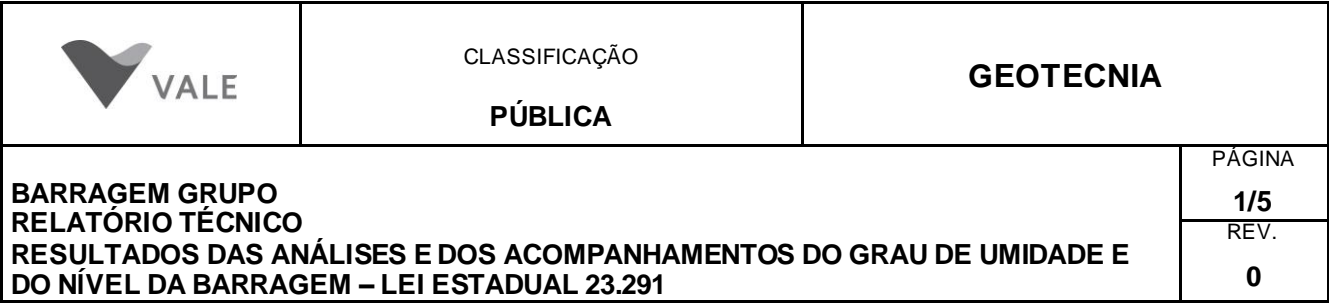 VALE
CLASSIFICAÇÃO
PÚBLICA
GEOTECNIA
BARRAGEM GRUPO
RELATÓRIO TÉCNICO
RESULTADOS DAS ANÁLISES E DOS ACOMPANHAMENTOS DO GRAU DE UMIDADE E
DO NÍVEL DA BARRAGEM – LEI ESTADUAL 23.291
PÁGINA
1/5
REV.
0